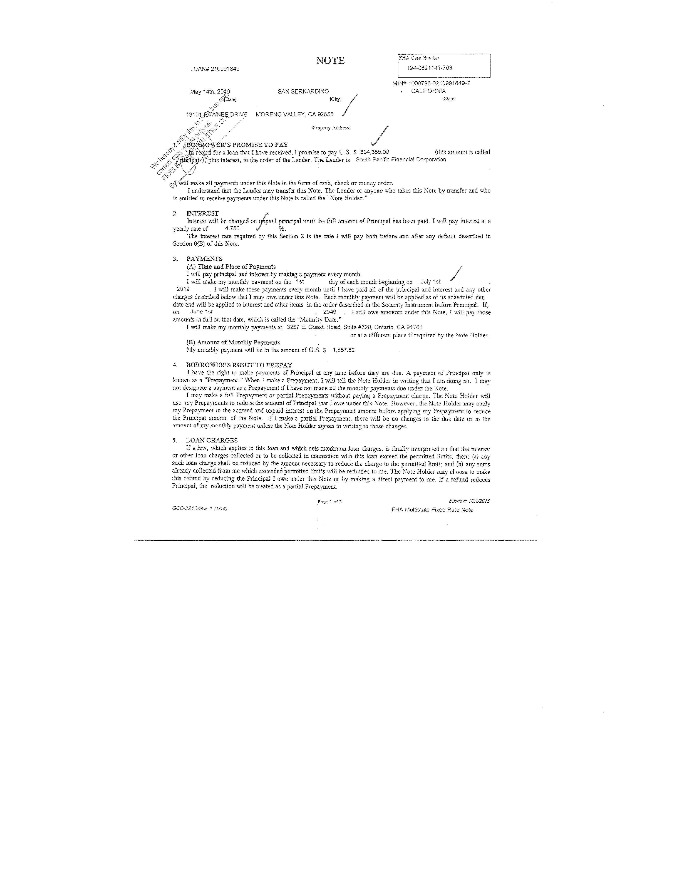 NOTE
May 14th, SAN BERNARDINO CALIFORNIA
[City]
DRIVE MORENO VALLEY, CA
[Property Address]
BORROWER'S PROMISE TO PAY
In return for a loan that I have received, I promise to pay U. S. $ (this amount is called
plus interest, to the order of the Lender. The Lender is Pacific Financial Corporation
I will make all payments under this Note in the form of cash, check or money order.
I understand that the Lender may transfer this Note. The Lender or anyone who takes this Note by transfer and who
is entitled to receive payments under this Note is called the "Note Holder."
2. INTEREST
Interest will be charged on unpaid principal until the full amount of Principal has been paid. I will pay interest at a
yearly rate of %.
The interest rate required by this Section 2 is the rate I will pay both before and after any default described in
Section 6(B) of this Note.
3. PAYMENTS
(A) Time and Place of Payments
I will pay principal and interest by making a payment every month.
I will make my monthly payment on the 1st day of each month beginning on July 1st
I will make these payments every month until I have paid all of the principal and interest and any other
charges described below that I may owe under this Note. Each monthly payment will be applied as of its scheduled due
date and will be applied to interest and other items in the order described in the Security Instrument before Principal. If,
on June 1st 2049 , I still owe amounts under this Note, I will pay those
amounts in full on that date, which is called the "Maturity Date."
I will make my monthly payments at Road, Suite Ontario, CA
or at a different place if required by the Note Holder.
(B) Amount of Monthly Payments
My monthly payment will be in the amount of U.S. $
4. BORROWER'S RIGHT TO PREPAY
I have the right to make payments of Principal at any time before they are due. A payment of Principal only is
known as a "Prepayment." When I make a Prepayment, I will tell the Note Holder in writing that I am doing so. I may
not designate a payment as a Prepayment if I have not made all the monthly payments due under the Note.
I may make a full Prepayment or partial Prepayments without paying a Prepayment charge. The Note Holder will
use my Prepayments to reduce the amount of Principal that I owe under this Note. However, the Note Holder may apply
my Prepayment to the accrued and unpaid interest on the Prepayment amount before applying my Prepayment to reduce
the Principal amount of the Note. If I make a partial Prepayment, there will be no changes in the due date or in the
amount of my monthly payment unless the Note Holder agrees in writing to those changes.
5. LOAN CHARGES
If a law, which applies to this loan and which sets maximum loan charges, is finally interpreted so that the interest
or other loan charges collected or to be collected in connection with this loan exceed the permitted limits, then: (a) any
such loan charge shall be reduced by the amount necessary to reduce the charge to the permitted limit; and (b) any sums
already collected from me which exceeded permitted limits will be refunded to me. The Note Holder may choose to make
this refund by reducing the Principal I owe under this Note or by making a direct payment to me. If a refund reduces
Principal, the reduction will be treated as a partial Prepayment.
FHA Multistate Fixed Rate Note